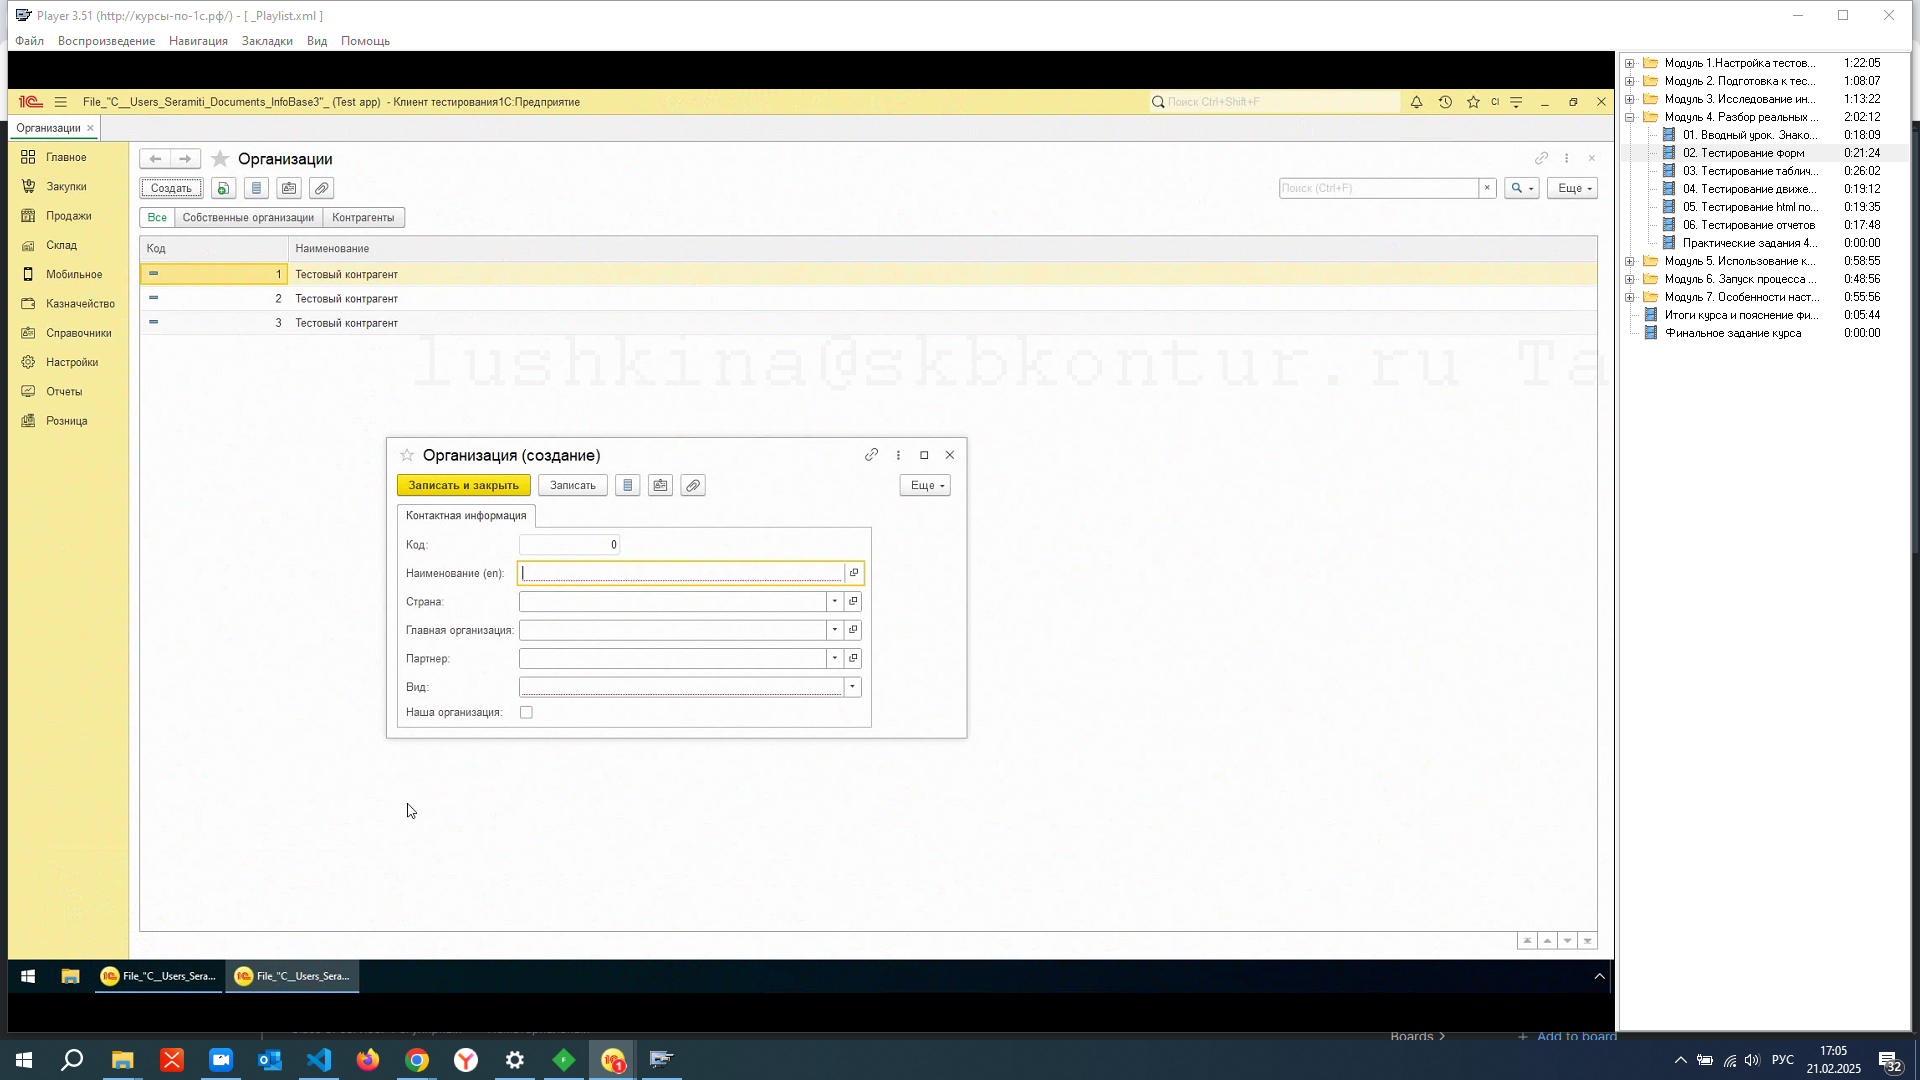 Player 3.51 (http://курсы-по-1с.рф/) - [ _Playlist.xml ]
Файл Воспроизведение Навигация Закладки Вид Помощь
File_"C__Users_Seramiti_Documents_InfoBase3"_ (Test app) - Клиент тестирования1С:Предприятие
Поиск Ctrl+Shift+F
CI
Организации
Главное
Закупки
Продажи
Склад
Мобильное
Казначейство
Справочники
Настройки
Отчеты
Розница
Организации
Создать
Поиск (Ctrl+F)
Еще
Все Собственные организации Контрагенты
Код Наименование
1 Тестовый контрагент
2 Тестовый контрагент
3 Тестовый контрагент
lushkina@skbkontur.ru Ta
Организация (создание)
Записать и закрыть Записать Еще
Контактная информация
Код: 0
Наименование (en):
Страна:
Главная организация:
Партнер:
Вид:
Наша организация:
File_"C__Users_Sera... File_"C__Users_Sera...
Модуль 1.Настройка тестов... 1:22:05
Модуль 2. Подготовка к тес... 1:08:07
Модуль 3. Исследование ин... 1:13:22
Модуль 4. Разбор реальных ... 2:02:12
01. Вводный урок. Знако... 0:18:09
02. Тестирование форм 0:21:24
03. Тестирование таблич... 0:26:02
04. Тестирование движе... 0:19:12
05. Тестирование html по... 0:19:35
06. Тестирование отчетов 0:17:48
Практические задания 4... 0:00:00
Модуль 5. Использование к... 0:58:55
Модуль 6. Запуск процесса ... 0:48:56
Модуль 7. Особенности наст... 0:55:56
Итоги курса и пояснение фи... 0:05:44
Финальное задание курса 0:00:00
Boards
Add to board
РУС
17:05
21.02.2025
32